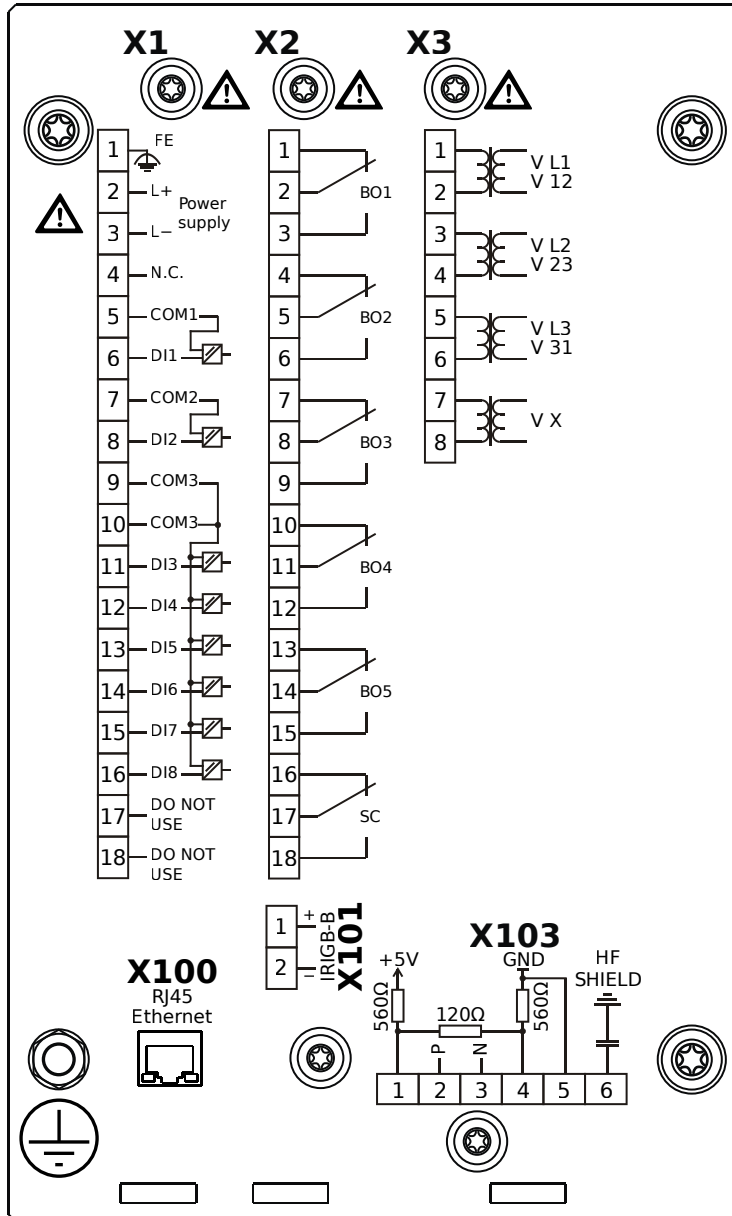 X1
X2
X3
1
FE
2
L+
Power
supply
3
L−
4
N.C.
5
COM1
6
DI1
7
COM2
8
DI2
9
COM3
10
COM3
11
DI3
12
DI4
13
DI5
14
DI6
15
DI7
16
DI8
17
DO NOT
USE
18
DO NOT
USE
1
2
BO1
3
4
5
BO2
6
7
8
BO3
9
10
11
BO4
12
13
14
BO5
15
16
17
SC
18
1
V L1
2
V 12
3
V L2
4
V 23
5
V L3
6
V 31
7
V X
8
1
+
2
−
IRIGB-B
X101
X100
RJ45
Ethernet
X103
+5V
GND
HF
SHIELD
560Ω
120Ω
560Ω
P
N
1 2 3 4 5 6